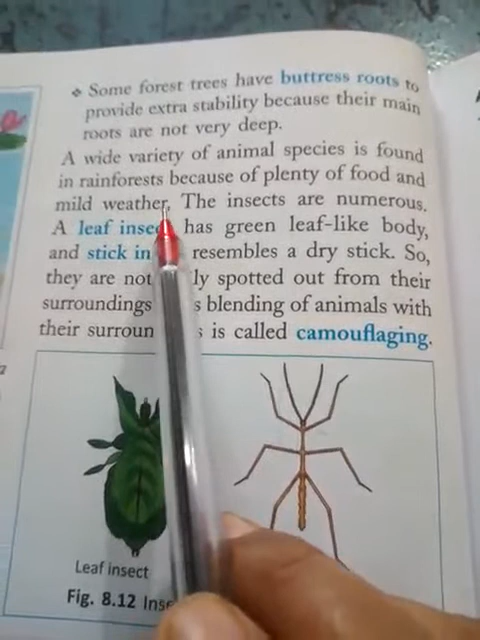 ❖ Some forest trees have buttress roots to
provide extra stability because their main
roots are not very deep.
A wide variety of animal species is found
in rainforests because of plenty of food and
mild weather. The insects are numerous.
A leaf insec has green leaf-like body,
and stick in resembles a dry stick. So,
they are not ly spotted out from their
surroundings s blending of animals with
their surroun s is called camouflaging.
Leaf insect
Fig. 8.12 Inse